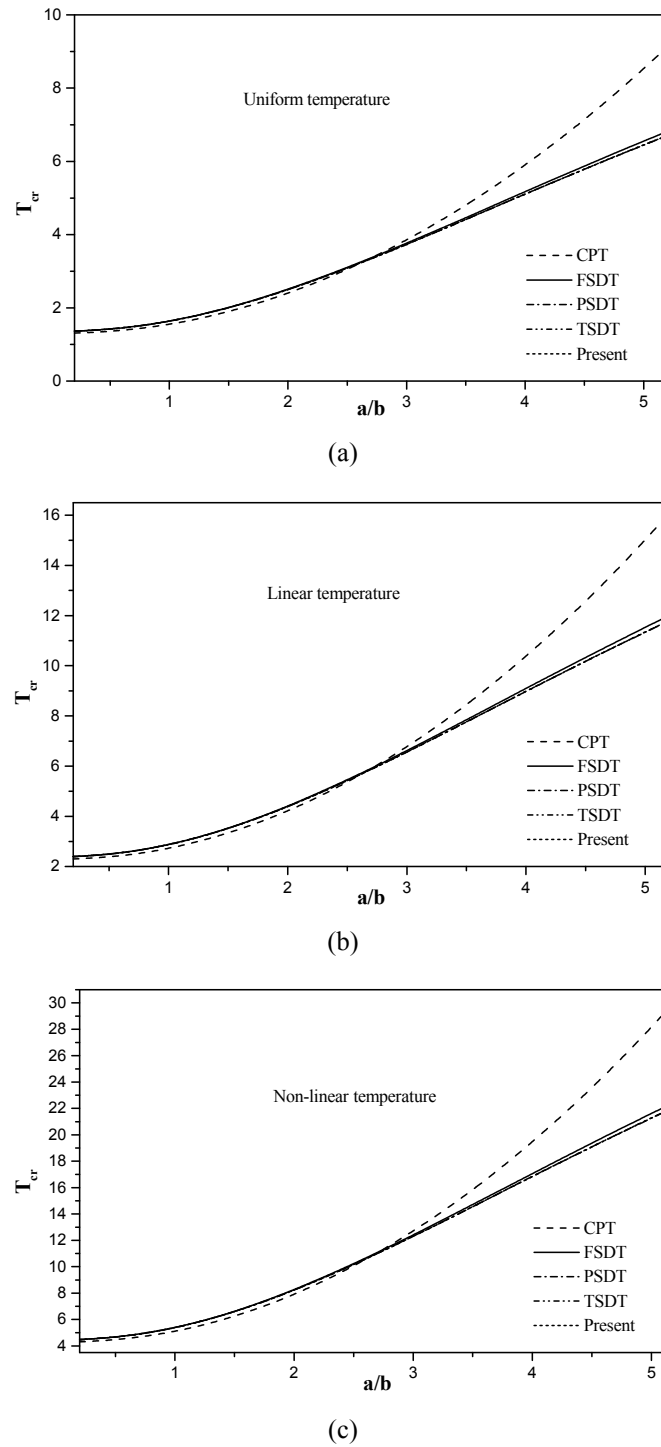 10
8
6
4
2
0
T_cr
Uniform temperature
CPT
FSDT
PSDT
TSDT
Present
1 2 3 4 5
a/b
(a)
16
14
12
10
8
6
4
2
T_cr
Linear temperature
CPT
FSDT
PSDT
TSDT
Present
1 2 3 4 5
a/b
(b)
30
28
26
24
22
20
18
16
14
12
10
8
6
4
T_cr
Non-linear temperature
CPT
FSDT
PSDT
TSDT
Present
1 2 3 4 5
a/b
(c)